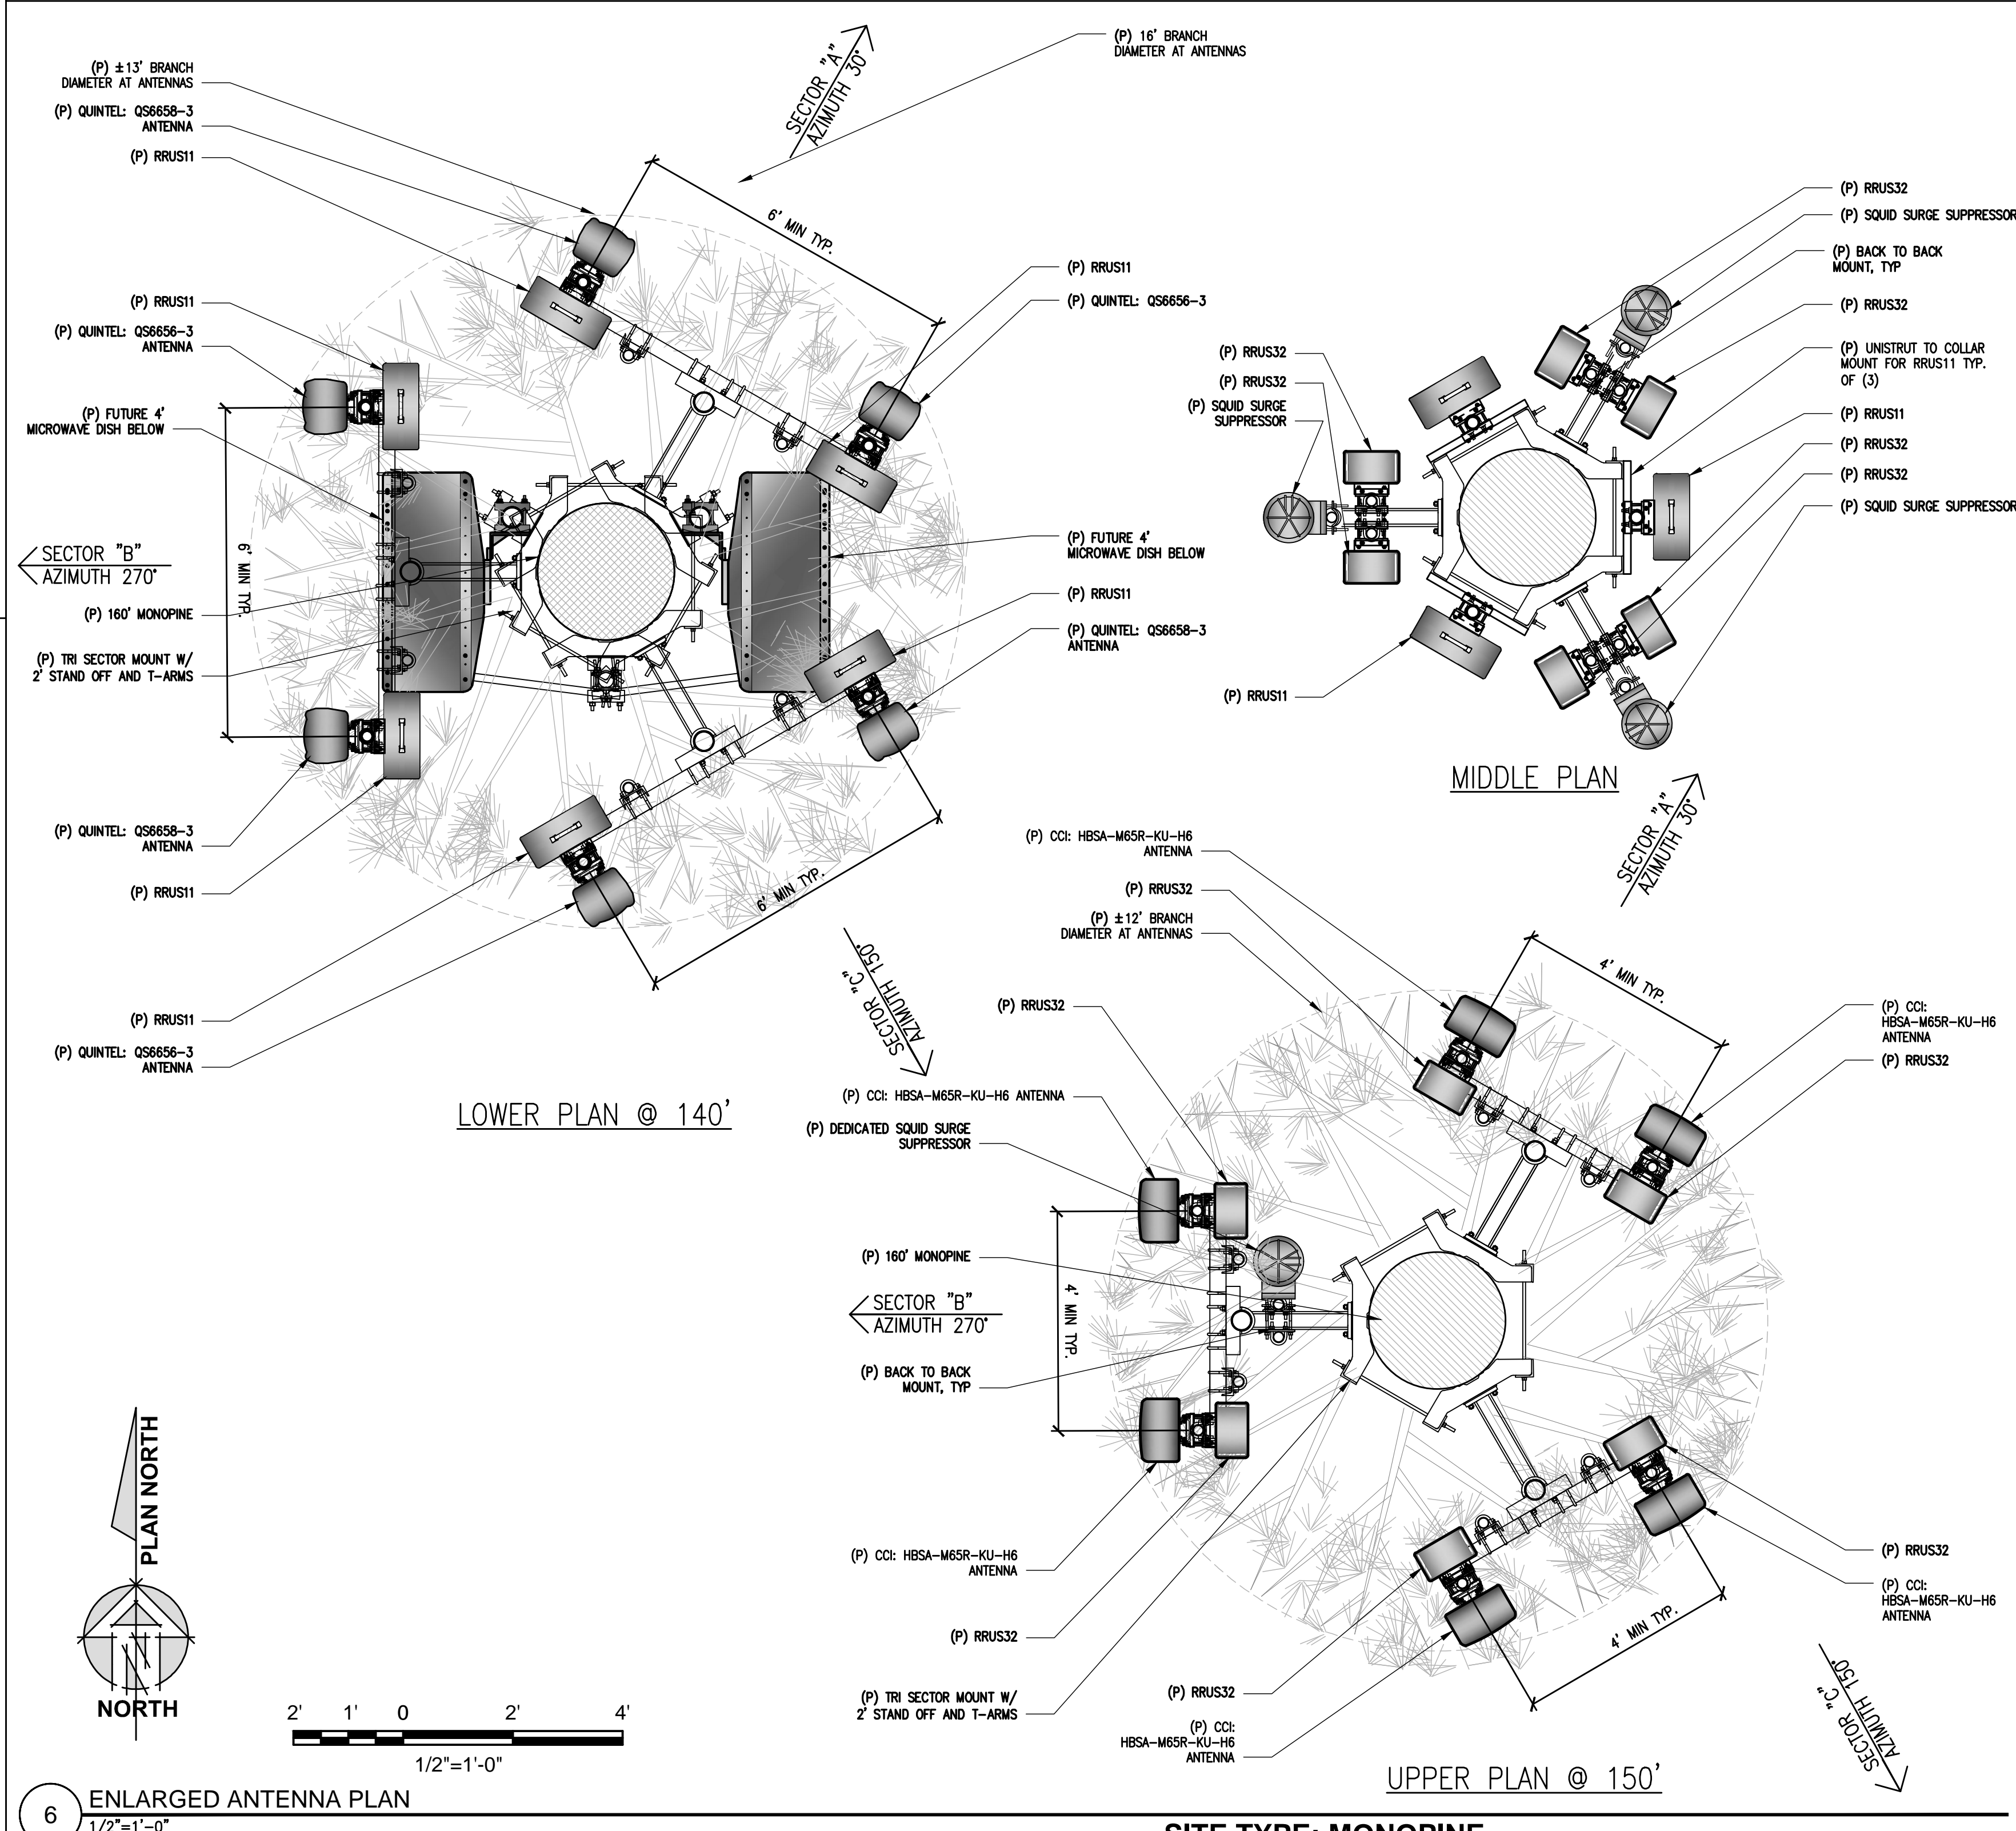 (P) ±13' BRANCH
DIAMETER AT ANTENNAS
(P) QUINTEL: QS6658-3
ANTENNA
(P) RRUS11
(P) RRUS11
(P) QUINTEL: QS6656-3
ANTENNA
(P) FUTURE 4'
MICROWAVE DISH BELOW
SECTOR "B"
AZIMUTH 270°
(P) 160' MONOPINE
(P) TRI SECTOR MOUNT W/
2' STAND OFF AND T-ARMS
(P) QUINTEL: QS6658-3
ANTENNA
(P) RRUS11
(P) RRUS11
(P) QUINTEL: QS6656-3
ANTENNA
6' MIN TYP.
SECTOR "A"
AZIMUTH 30°
(P) 16' BRANCH
DIAMETER AT ANTENNAS
6' MIN TYP.
(P) RRUS11
(P) QUINTEL: QS6656-3
(P) FUTURE 4'
MICROWAVE DISH BELOW
(P) RRUS11
(P) QUINTEL: QS6658-3
ANTENNA
6' MIN TYP.
SECTOR "C"
AZIMUTH 150°
LOWER PLAN @ 140'
(P) RRUS32
(P) RRUS32
(P) SQUID SURGE
SUPPRESSOR
(P) RRUS11
(P) RRUS32
(P) SQUID SURGE SUPPRESSOR
(P) BACK TO BACK
MOUNT, TYP
(P) RRUS32
(P) UNISTRUT TO COLLAR
MOUNT FOR RRUS11 TYP.
OF (3)
(P) RRUS11
(P) RRUS32
(P) RRUS32
(P) SQUID SURGE SUPPRESSOR
MIDDLE PLAN
SECTOR "A"
AZIMUTH 30°
(P) CCI: HBSA-M65R-KU-H6
ANTENNA
(P) RRUS32
(P) ±12' BRANCH
DIAMETER AT ANTENNAS
(P) RRUS32
(P) CCI: HBSA-M65R-KU-H6 ANTENNA
(P) DEDICATED SQUID SURGE
SUPPRESSOR
(P) 160' MONOPINE
SECTOR "B"
AZIMUTH 270°
(P) BACK TO BACK
MOUNT, TYP
4' MIN TYP.
(P) CCI: HBSA-M65R-KU-H6
ANTENNA
(P) RRUS32
(P) TRI SECTOR MOUNT W/
2' STAND OFF AND T-ARMS
4' MIN TYP.
(P) CCI:
HBSA-M65R-KU-H6
ANTENNA
(P) RRUS32
(P) RRUS32
(P) CCI:
HBSA-M65R-KU-H6
ANTENNA
4' MIN TYP.
(P) RRUS32
(P) CCI:
HBSA-M65R-KU-H6
ANTENNA
SECTOR "C"
AZIMUTH 150°
UPPER PLAN @ 150'
PLAN NORTH
NORTH
2' 1' 0 2' 4'
1/2"=1'-0"
6
ENLARGED ANTENNA PLAN
1/2"=1'-0"
SITE TYPE: MONOPINE